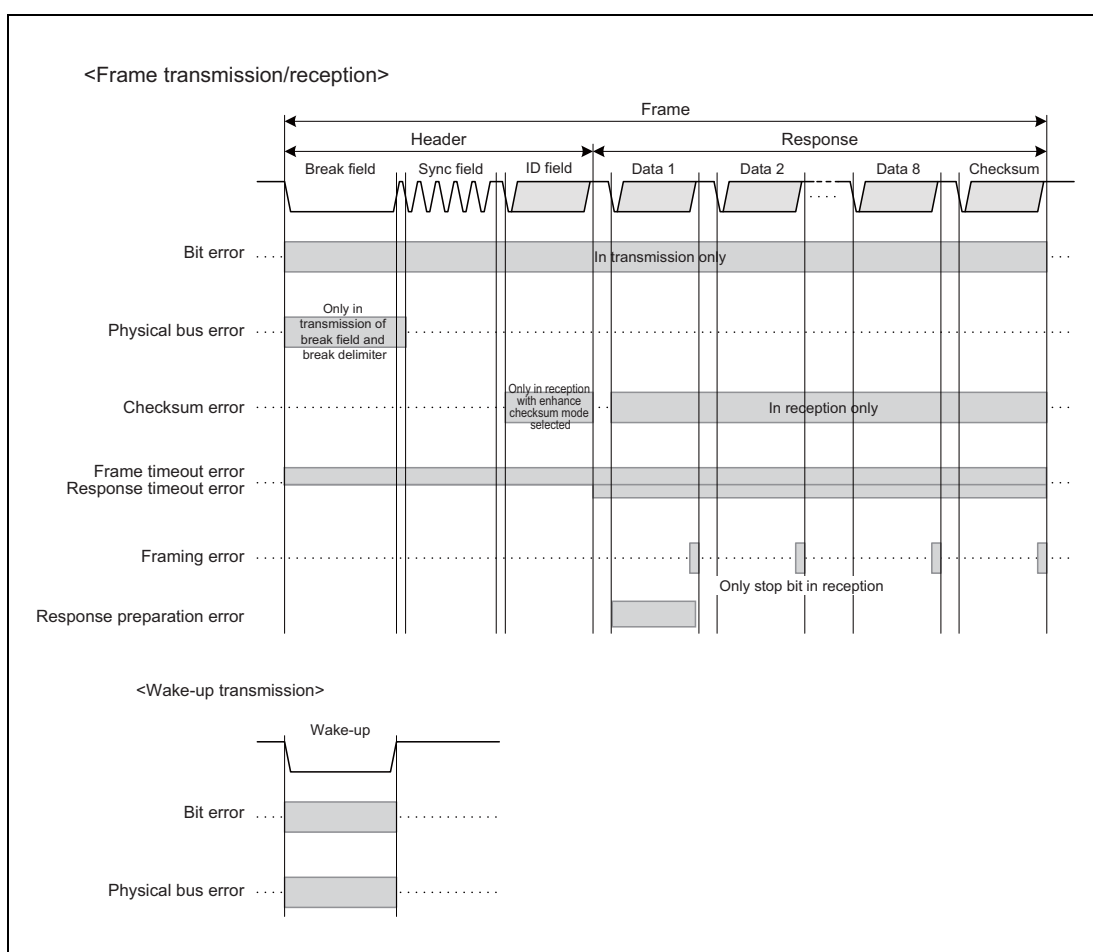 <Frame transmission/reception>
Frame
Header
Response
Break field
Sync field
ID field
Data 1
Data 2
Data 8
Checksum
Bit error
In transmission only
Physical bus error
Only in
transmission of
break field and
break delimiter
Checksum error
Only in reception
with enhance
checksum mode
selected
In reception only
Frame timeout error
Response timeout error
Framing error
Only stop bit in reception
Response preparation error
<Wake-up transmission>
Wake-up
Bit error
Physical bus error